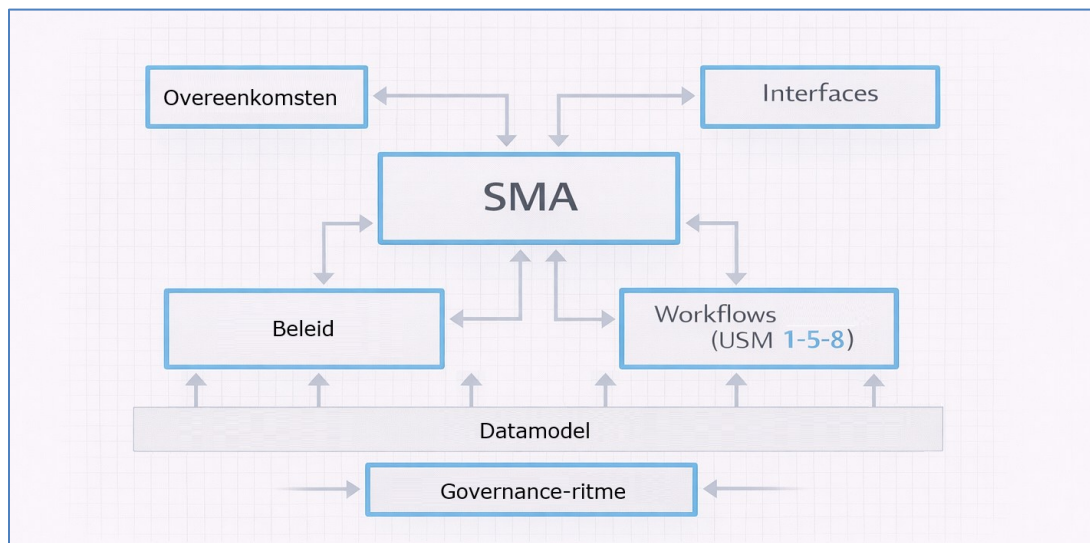 Overeenkomsten
Interfaces
SMA
Beleid
Workflows
(USM 1-5-8)
Datamodel
Governance-ritme